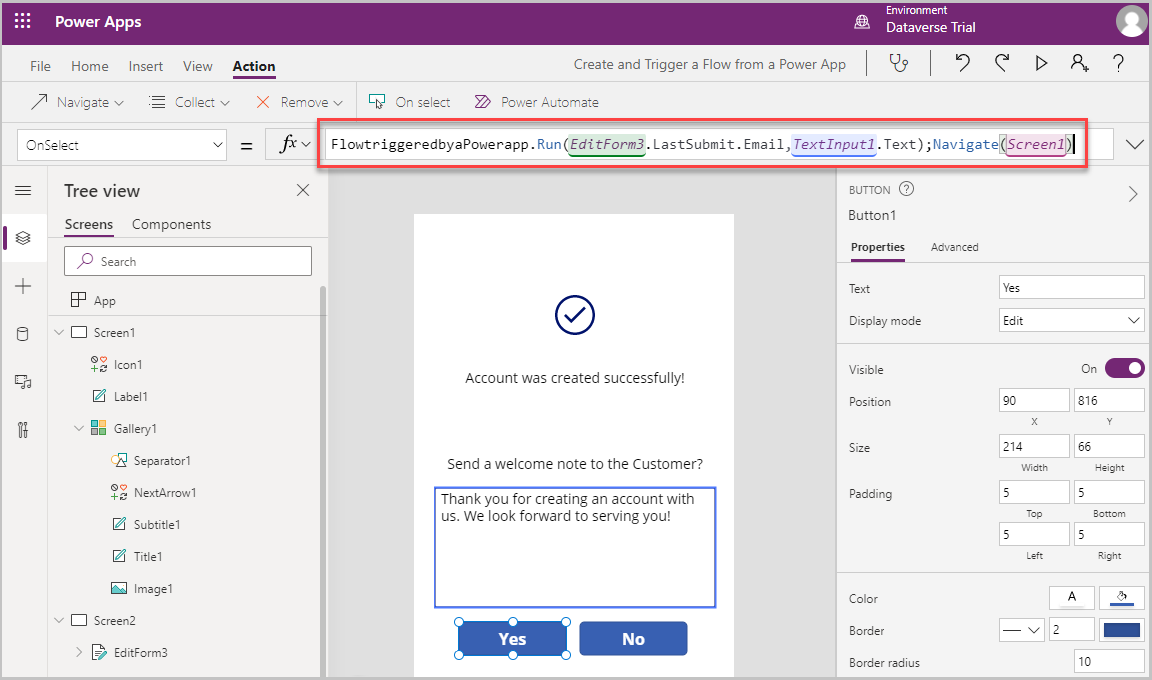 Power Apps
Environment
Dataverse Trial
File Home Insert View Action
Create and Trigger a Flow from a Power App
?
Navigate Collect Remove On select Power Automate
OnSelect = fx FlowtriggeredbyaPowerapp.Run(EditForm3.LastSubmit.Email,TextInput1.Text);Navigate(Screen1)
Tree view
Screens Components
Search
App
Screen1
Icon1
Label1
Gallery1
Separator1
NextArrow1
Subtitle1
Title1
Image1
Screen2
EditForm3
Account was created successfully!
Send a welcome note to the Customer?
Thank you for creating an account with
us. We look forward to serving you!
Yes No
BUTTON ?
Button1
Properties Advanced
Text Yes
Display mode Edit
Visible On
Position 90 816
X Y
Size 214 66
Width Height
Padding 5 5
Top Bottom
5 5
Left Right
Color A
Border 2
Border radius 10